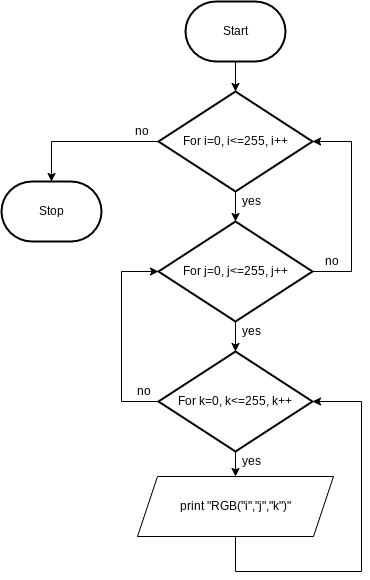 Start
For i=0, i<=255, i++
no
yes
Stop
For j=0, j<=255, j++
no
yes
For k=0, k<=255, k++
no
yes
print "RGB("i","j","k")"